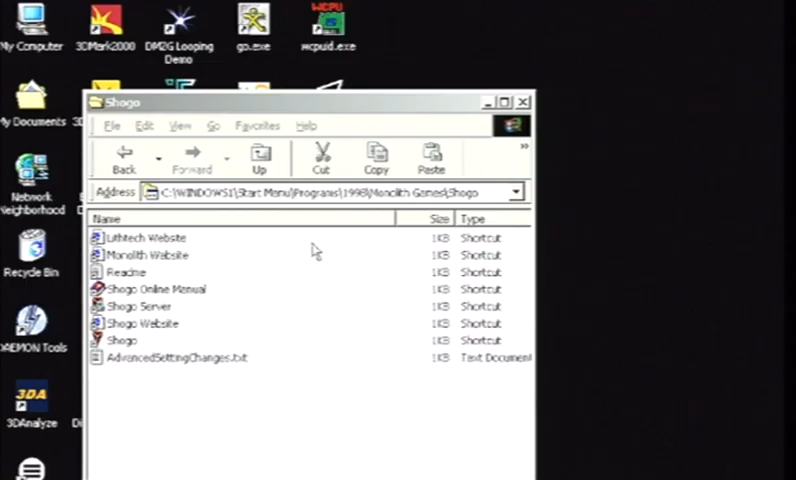 My Computer
3DMark2000
DM2G Looping
Demo
go.exe
wcpuid.exe
WCPU
ID
My Documents
Shogo
File Edit View Go Favorites Help
Back Forward Up Cut Copy Paste
Address C:\WINDOWS1\Start Menu\Programs\1998\Monolith Games\Shogo
Name Size Type
Lithtech Website 1KB Shortcut
Monolith Website 1KB Shortcut
Readme 1KB Shortcut
Shogo Online Manual 1KB Shortcut
Shogo Server 1KB Shortcut
Shogo Website 1KB Shortcut
Shogo 1KB Shortcut
AdvancedSettingChanges.txt 1KB Text Document
Network
Neighborhood
Recycle Bin
DAEMON Tools
3DA
3DAnalyze